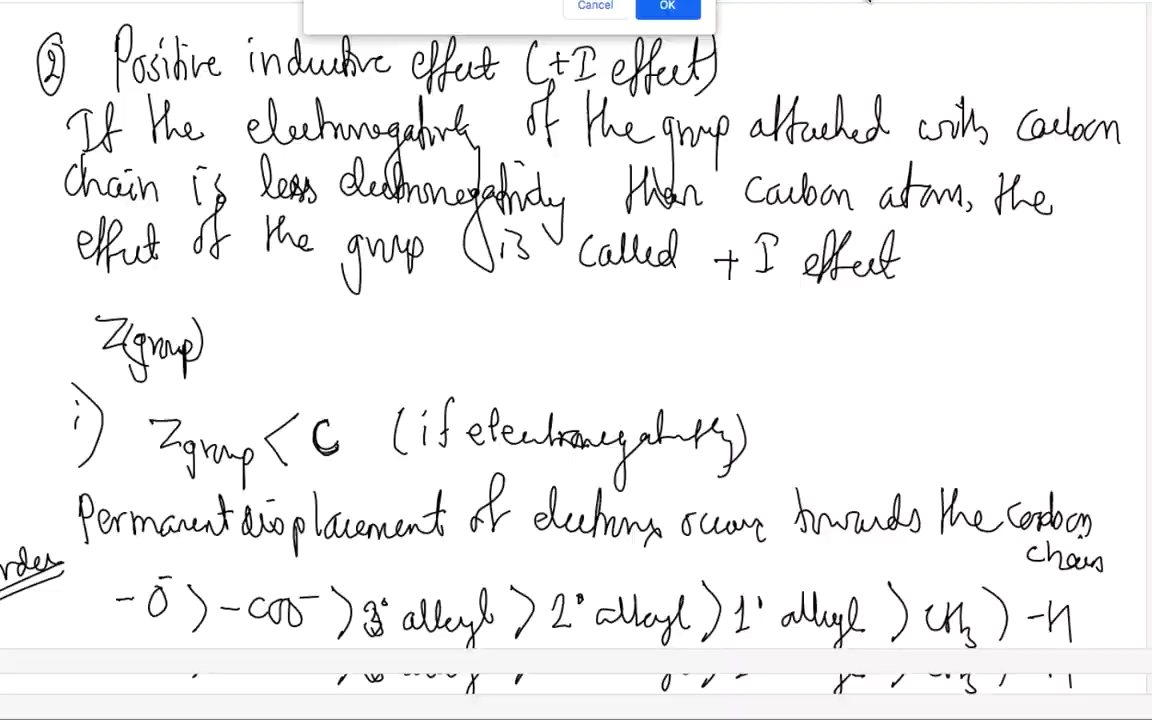 Cancel OK
② Positive inductive effect (+I effect)
If the electronegativity of the group attached with carbon
chain is less electronegativity than carbon atom, the
effect of the group is called +I effect
Z(group)
i) Zgroup < C (if electronegativity)
Permanent displacement of electrons occur towards the carbon
chain
rder
-O⁻ > -COO⁻ > 3° alkyl > 2° alkyl > 1° alkyl > CH₃ > -H